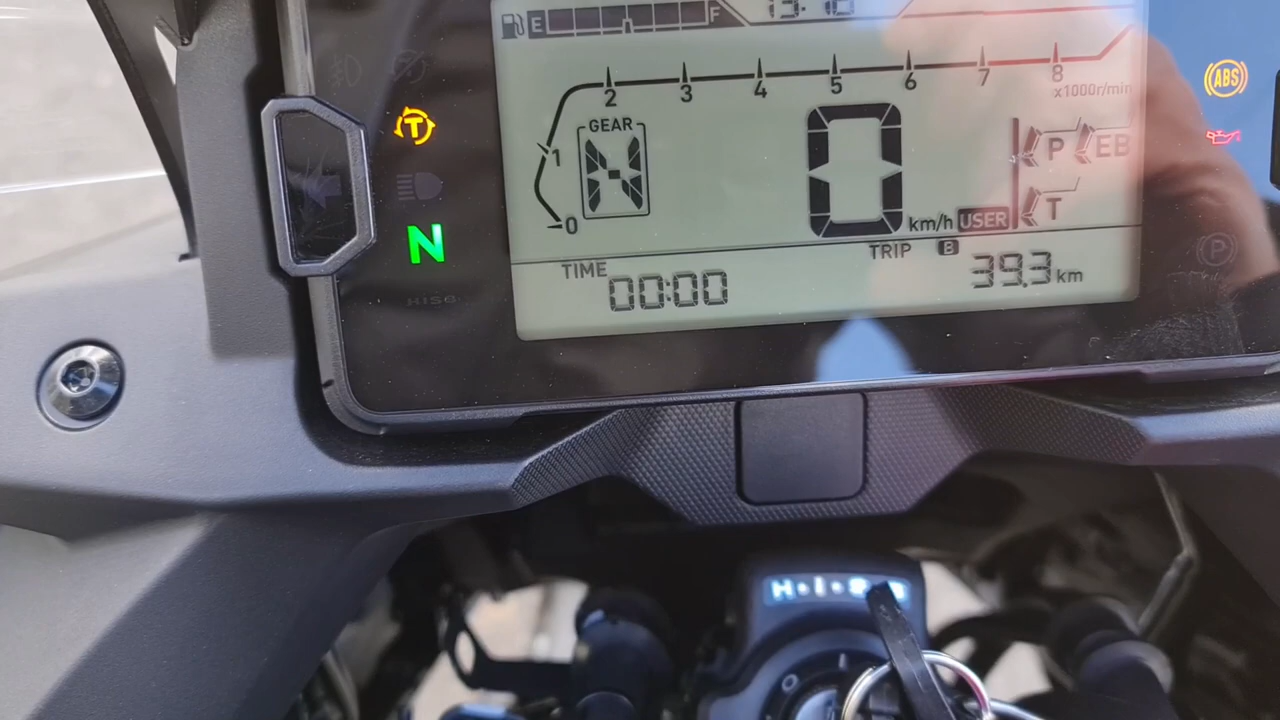 E F
2 3 4 5 6 7 8
x1000r/min
ABS
T
GEAR
1
N
0
0
km/h
USER
P EB
T
N
P
TIME 00:00
TRIP B 39.3 km
HISS